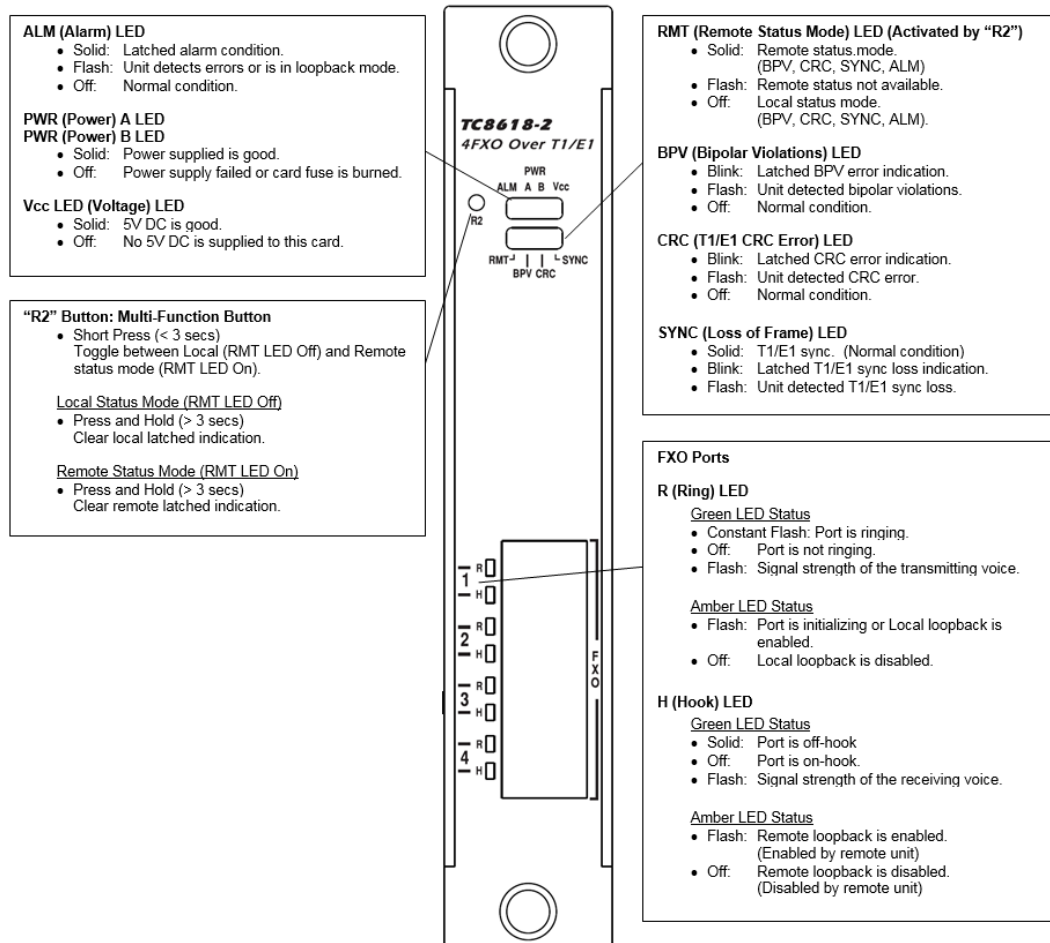 ALM (Alarm) LED
• Solid: Latched alarm condition.
• Flash: Unit detects errors or is in loopback mode.
• Off: Normal condition.
PWR (Power) A LED
PWR (Power) B LED
• Solid: Power supplied is good.
• Off: Power supply failed or card fuse is burned.
Vcc LED (Voltage) LED
• Solid: 5V DC is good.
• Off: No 5V DC is supplied to this card.
"R2" Button: Multi-Function Button
• Short Press (< 3 secs)
Toggle between Local (RMT LED Off) and Remote
status mode (RMT LED On).
Local Status Mode (RMT LED Off)
• Press and Hold (> 3 secs)
Clear local latched indication.
Remote Status Mode (RMT LED On)
• Press and Hold (> 3 secs)
Clear remote latched indication.
TC8618-2
4FXO Over T1/E1
PWR
ALM A B Vcc
R2
RMT SYNC
BPV CRC
1 R
H
2 R
H
3 R
H
4 R
H
FXO
RMT (Remote Status Mode) LED (Activated by "R2")
• Solid: Remote status.mode.
(BPV, CRC, SYNC, ALM)
• Flash: Remote status not available.
• Off: Local status mode.
(BPV, CRC, SYNC, ALM).
BPV (Bipolar Violations) LED
• Blink: Latched BPV error indication.
• Flash: Unit detected bipolar violations.
• Off: Normal condition.
CRC (T1/E1 CRC Error) LED
• Blink: Latched CRC error indication.
• Flash: Unit detected CRC error.
• Off: Normal condition.
SYNC (Loss of Frame) LED
• Solid: T1/E1 sync. (Normal condition)
• Blink: Latched T1/E1 sync loss indication.
• Flash: Unit detected T1/E1 sync loss.
FXO Ports
R (Ring) LED
Green LED Status
• Constant Flash: Port is ringing.
• Off: Port is not ringing.
• Flash: Signal strength of the transmitting voice.
Amber LED Status
• Flash: Port is initializing or Local loopback is
enabled.
• Off: Local loopback is disabled.
H (Hook) LED
Green LED Status
• Solid: Port is off-hook
• Off: Port is on-hook.
• Flash: Signal strength of the receiving voice.
Amber LED Status
• Flash: Remote loopback is enabled.
(Enabled by remote unit)
• Off: Remote loopback is disabled.
(Disabled by remote unit)